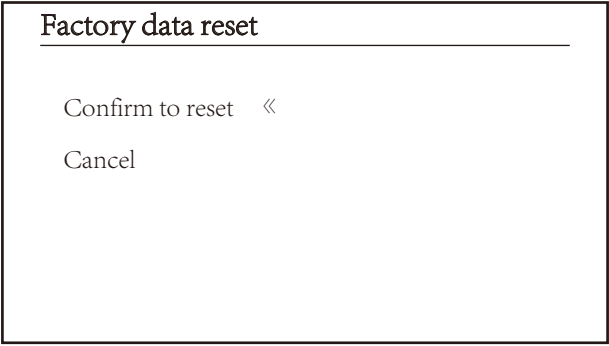 Factory data reset
Confirm to reset «
Cancel